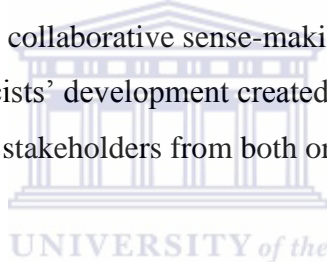 collaborative sense-maki
ists’ development created
stakeholders from both or
UNIVERSITY of the